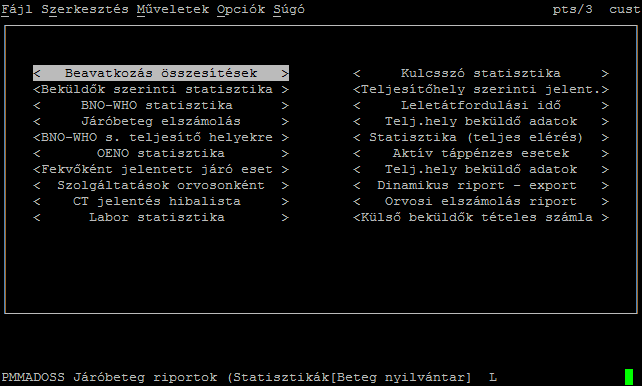 Fájl Szerkesztés Műveletek Opciók Súgó pts/3 cust
< Beavatkozás összesítések > < Kulcsszó statisztika >
<Beküldők szerinti statisztika > <Teljesítőhely szerinti jelent.>
< BNO-WHO statisztika > < Leletátfordulási idő >
< Járóbeteg elszámolás > < Telj.hely beküldő adatok >
<BNO-WHO s. teljesítő helyekre > < Statisztika (teljes elérés) >
< OENO statisztika > < Aktív táppénzes esetek >
<Fekvőként jelentett járó eset > < Telj.hely beküldő adatok >
< Szolgáltatások orvosonként > < Dinamikus riport - export >
< CT jelentés hibalista > < Orvosi elszámolás riport >
< Labor statisztika > <Külső beküldők tételes számla >
PMMADOSS Járóbeteg riportok (Statisztikák[Beteg nyilvántar] L